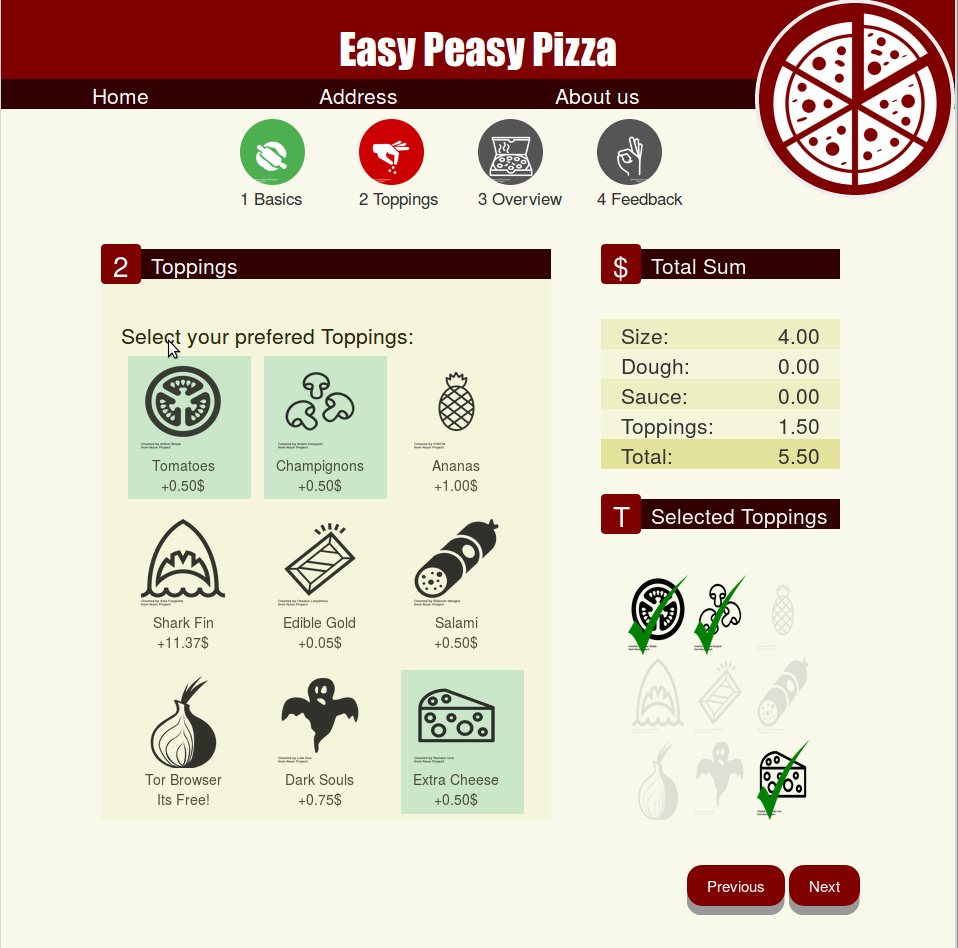 Easy Peasy Pizza
Home Address About us
1 Basics 2 Toppings 3 Overview 4 Feedback
2 Toppings
Select your prefered Toppings:
Tomatoes Champignons Ananas
+0.50$ +0.50$ +1.00$
Shark Fin Edible Gold Salami
+11.37$ +0.05$ +0.50$
Tor Browser Dark Souls Extra Cheese
Its Free! +0.75$ +0.50$
$ Total Sum
Size: 4.00
Dough: 0.00
Sauce: 0.00
Toppings: 1.50
Total: 5.50
T Selected Toppings
Previous Next